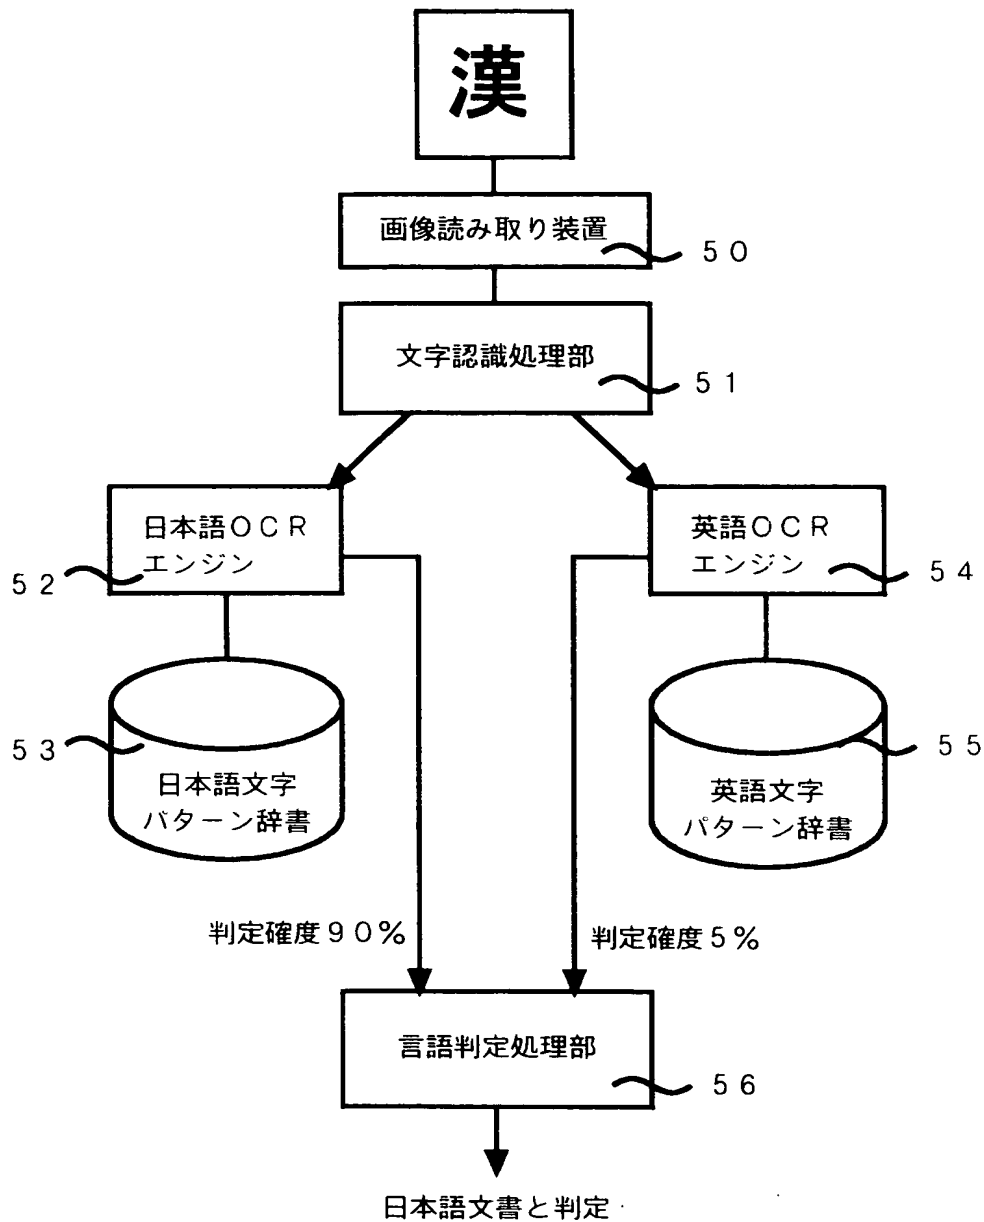 漢
画像読み取り装置
５０
文字認識処理部
５１
日本語ＯＣＲ
エンジン
５２
英語ＯＣＲ
エンジン
５４
日本語文字
パターン辞書
５３
英語文字
パターン辞書
５５
判定確度９０％
判定確度５％
言語判定処理部
５６
日本語文書と判定